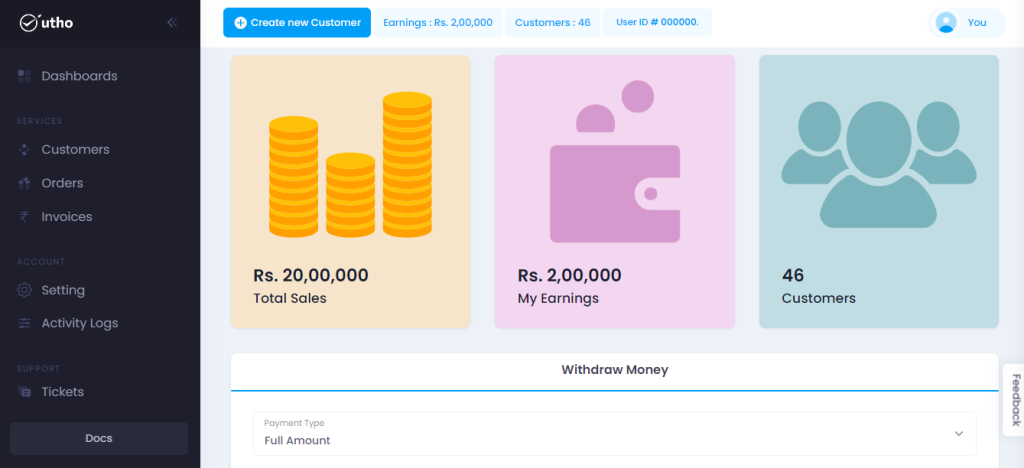 utho
Create new Customer
Earnings : Rs. 2,00,000
Customers : 46
User ID # 000000.
You
Dashboards
SERVICES
Customers
Orders
Invoices
ACCOUNT
Setting
Activity Logs
SUPPORT
Tickets
Docs
Rs. 20,00,000
Total Sales
Rs. 2,00,000
My Earnings
46
Customers
Withdraw Money
Payment Type
Full Amount
Feedback